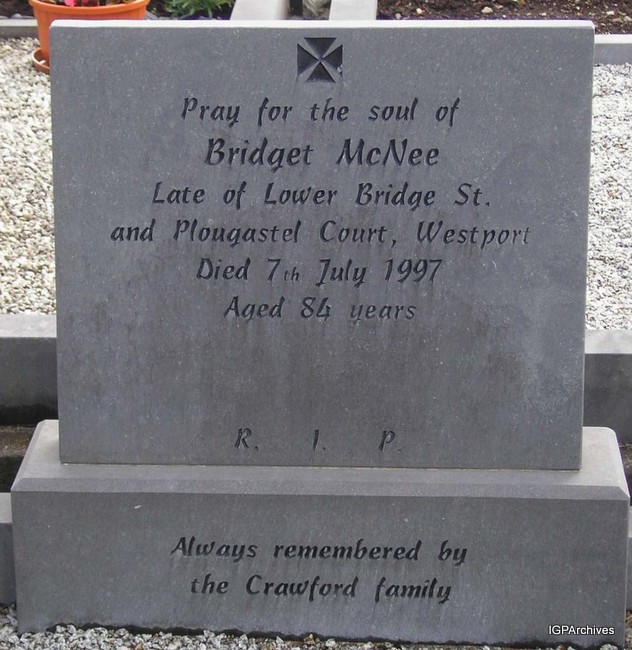 Pray for the soul of
Bridget McNee
Late of Lower Bridge St.
and Plougastel Court, Westport
Died 7th July 1997
Aged 84 years
R. I. P.
Always remembered by
the Crawford family
IGPArchives